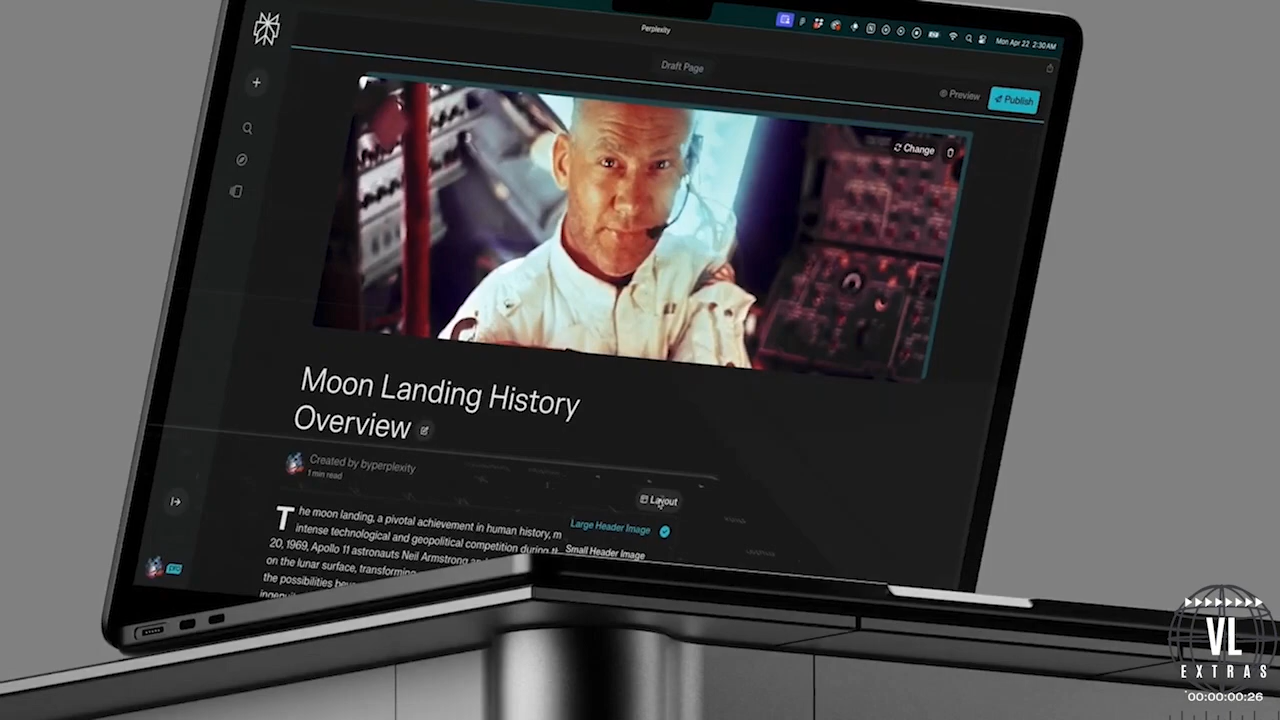 Perplexity
Mon Apr 22 2:30AM
Draft Page
Preview
Publish
Change
Moon Landing History
Overview
Created by byperplexity
1 min read
Layout
The moon landing, a pivotal achievement in human history, m
Large Header Image
intense technological and geopolitical competition during
Small Header Image
20, 1969, Apollo 11 astronauts Neil Armstrong
on the lunar surface, transforming
the possibilities
PRO
VL
EXTRAS
00:00:00:26